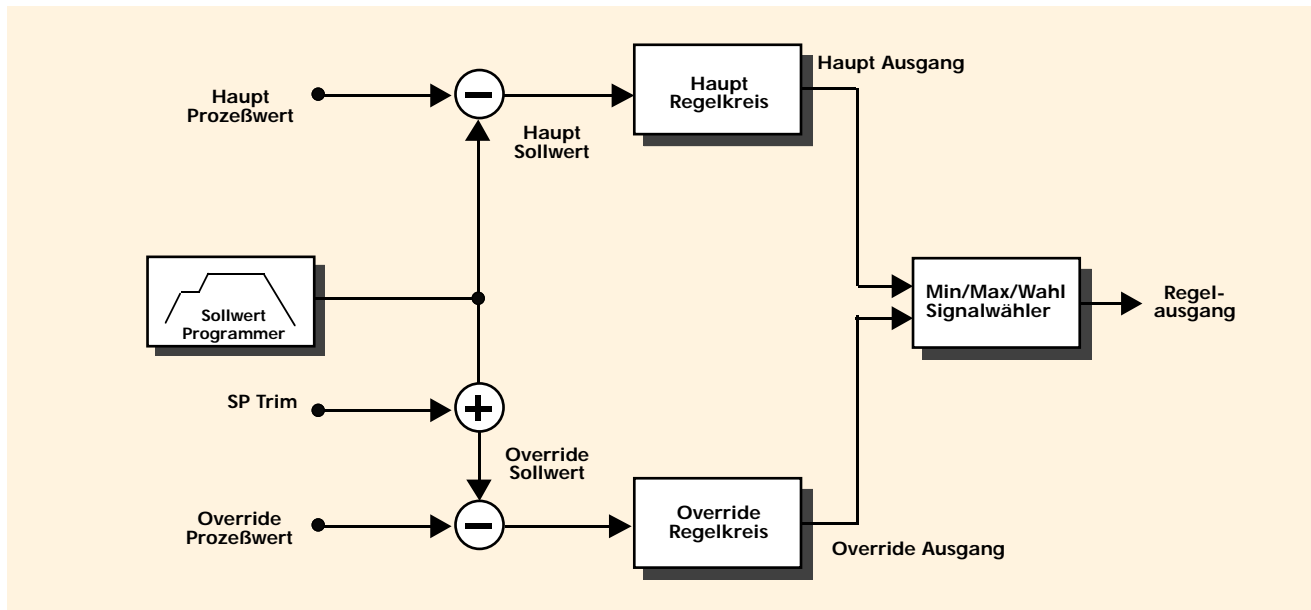 Haupt
Prozeßwert
Haupt
Sollwert
Haupt
Regelkreis
Haupt Ausgang
Sollwert
Programmer
Min/Max/Wahl
Signalwähler
Regel-
ausgang
SP Trim
Override
Sollwert
Override
Prozeßwert
Override
Regelkreis
Override Ausgang